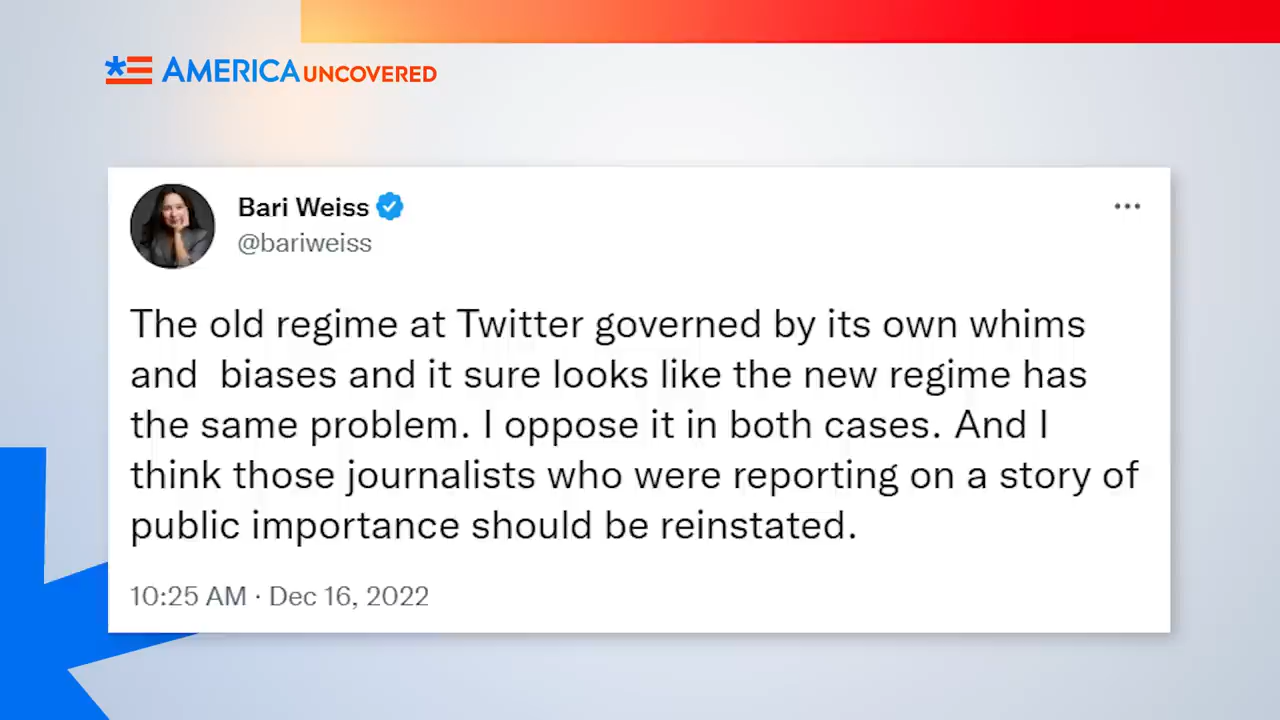 AMERICA UNCOVERED
Bari Weiss
@bariweiss
The old regime at Twitter governed by its own whims
and  biases and it sure looks like the new regime has
the same problem. I oppose it in both cases. And I
think those journalists who were reporting on a story of
public importance should be reinstated.
10:25 AM · Dec 16, 2022